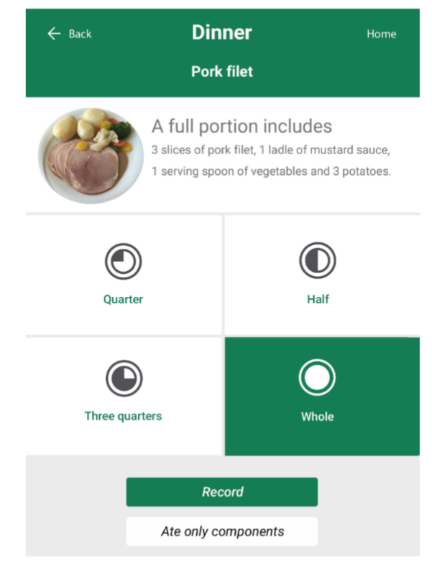 Back Dinner Home
Pork filet
A full portion includes
3 slices of pork filet, 1 ladle of mustard sauce,
1 serving spoon of vegetables and 3 potatoes.
Quarter
Half
Three quarters
Whole
Record
Ate only components